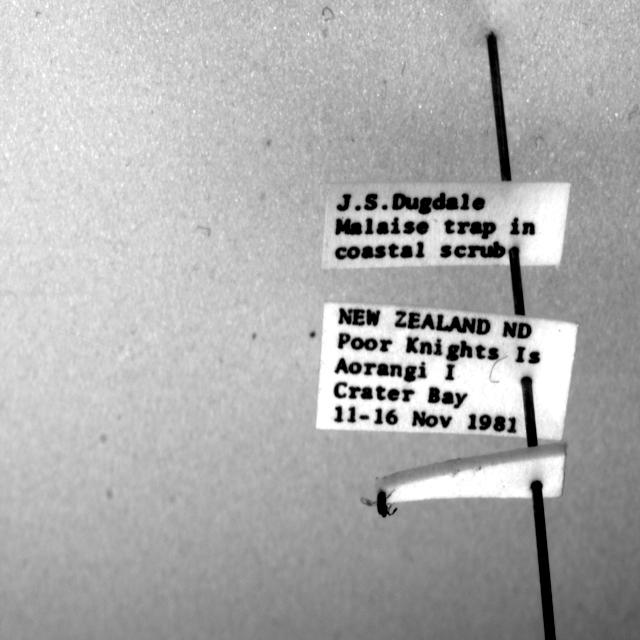 J.S.Dugdale
Malaise trap in
coastal scrub
NEW ZEALAND ND
Poor Knights Is
Aorangi I
Crater Bay
11-16 Nov 1981